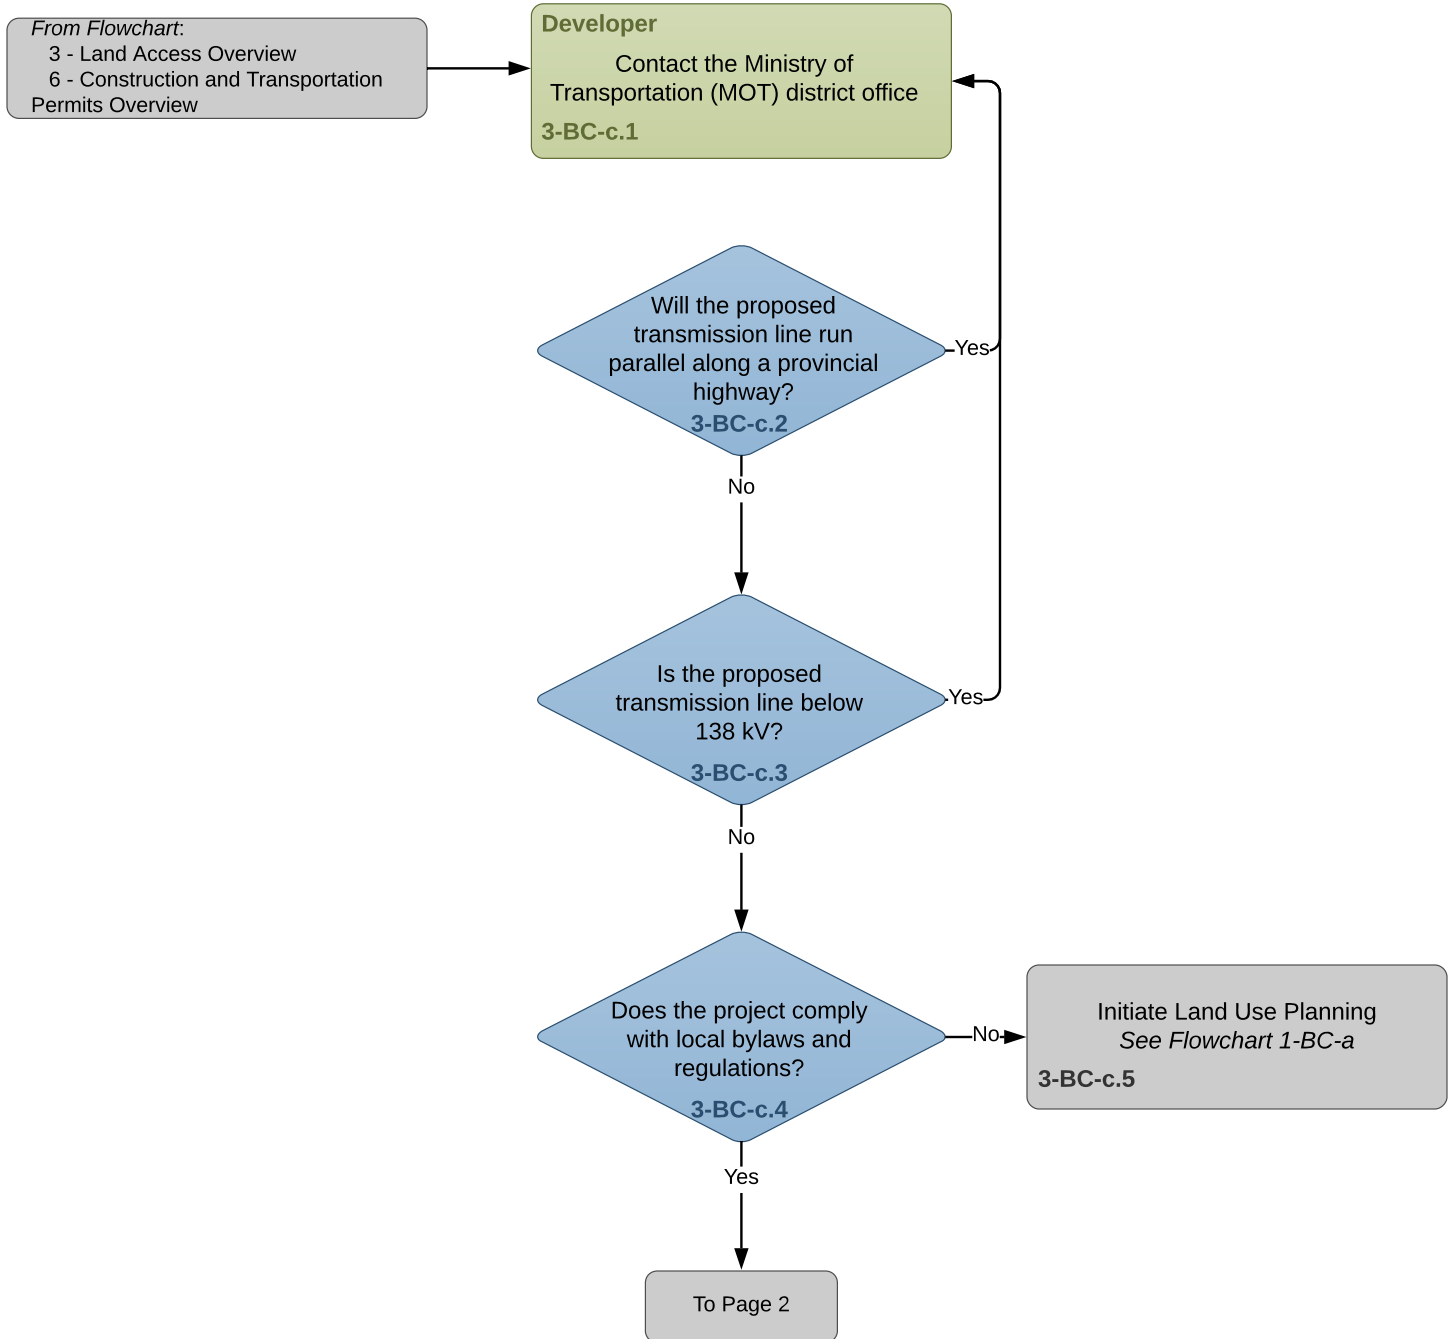 From Flowchart:
3 - Land Access Overview
6 - Construction and Transportation
Permits Overview
Developer
Contact the Ministry of
Transportation (MOT) district office
3-BC-c.1
Will the proposed
transmission line run
parallel along a provincial
highway?
3-BC-c.2
Yes
No
Is the proposed
transmission line below
138 kV?
3-BC-c.3
Yes
No
Does the project comply
with local bylaws and
regulations?
3-BC-c.4
No
Initiate Land Use Planning
See Flowchart 1-BC-a
3-BC-c.5
Yes
To Page 2